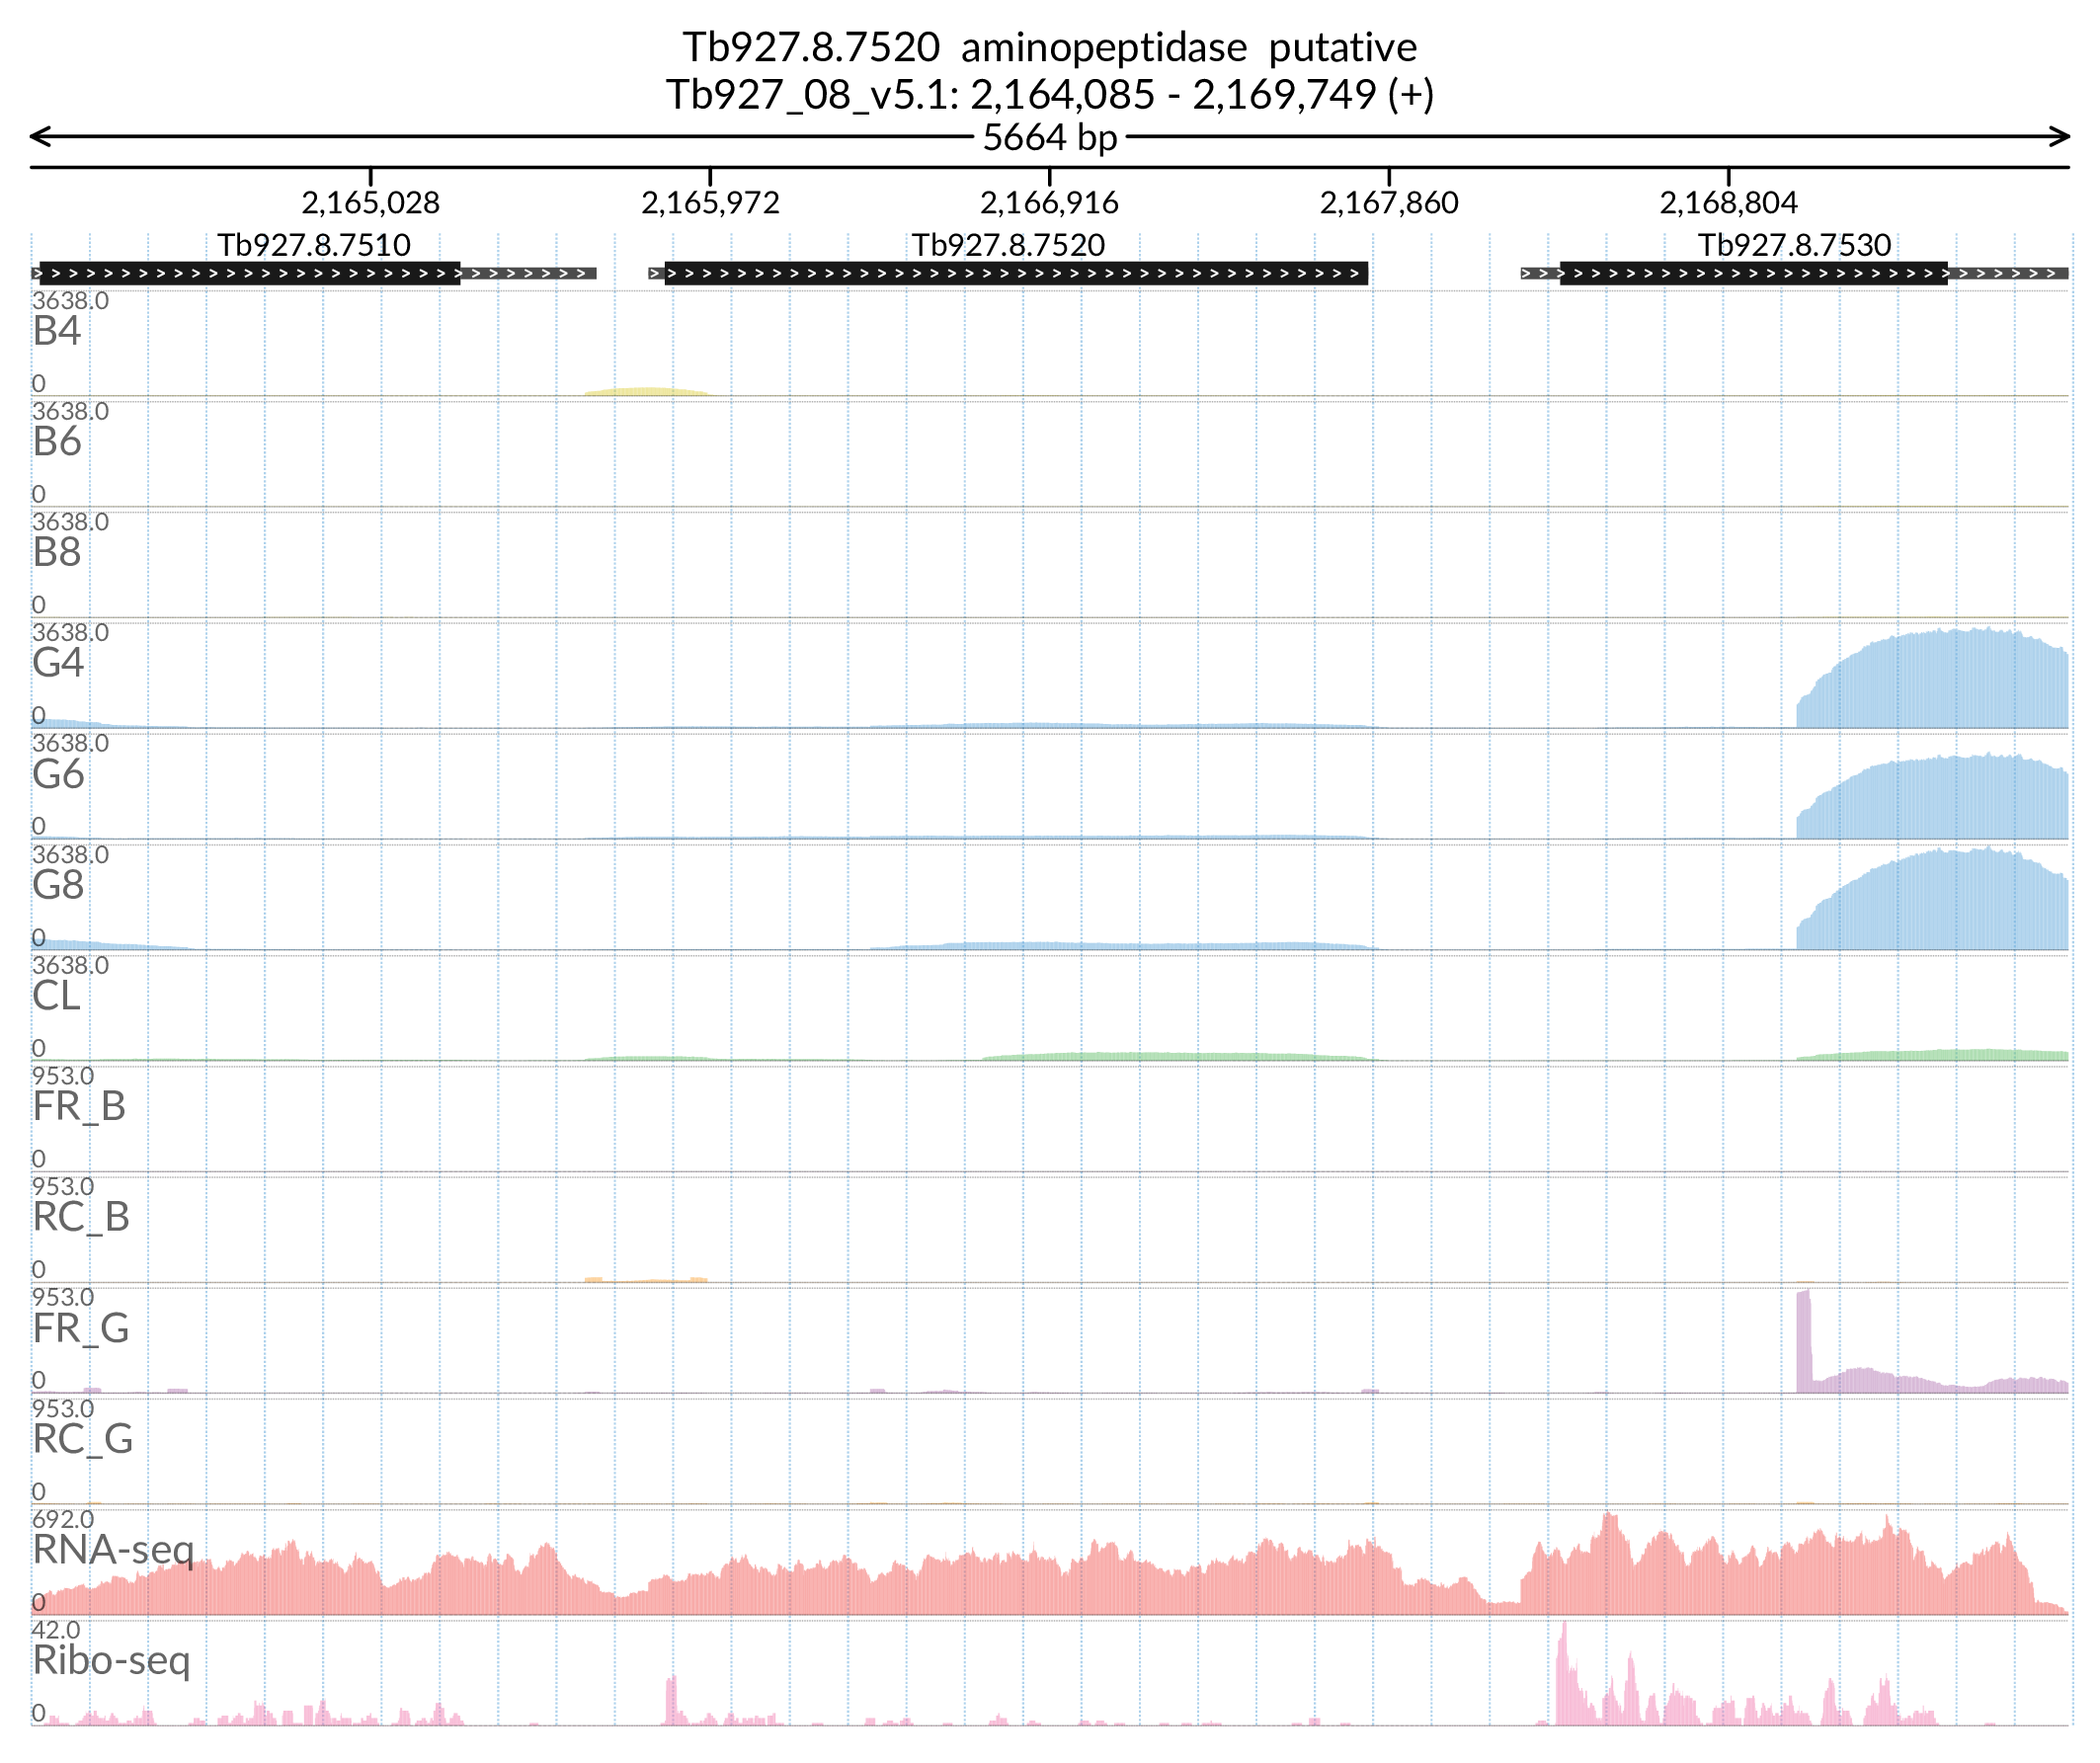 Tb927.8.7520 aminopeptidase putative
Tb927_08_v5.1: 2,164,085 - 2,169,749 (+)
5664 bp
2,165,028 2,165,972 2,166,916 2,167,860 2,168,804
Tb927.8.7510 Tb927.8.7520 Tb927.8.7530
3638.0
B4
0
3638.0
B6
0
3638.0
B8
0
3638.0
G4
0
3638.0
G6
0
3638.0
G8
0
3638.0
CL
0
953.0
FR_B
0
953.0
RC_B
0
953.0
FR_G
0
953.0
RC_G
0
692.0
RNA-seq
0
42.0
Ribo-seq
0